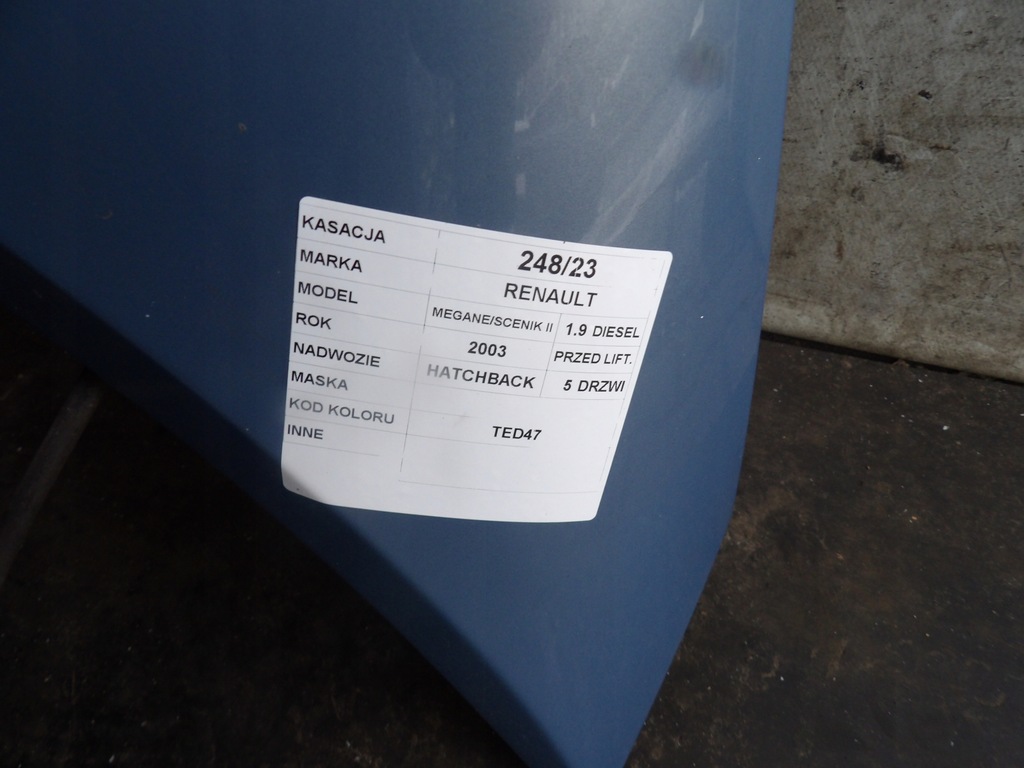 KASACJA 248/23
MARKA RENAULT
MODEL MEGANE/SCENIK II 1.9 DIESEL
ROK 2003 PRZED LIFT.
NADWOZIE HATCHBACK 5 DRZWI
MASKA
KOD KOLORU TED47
INNE